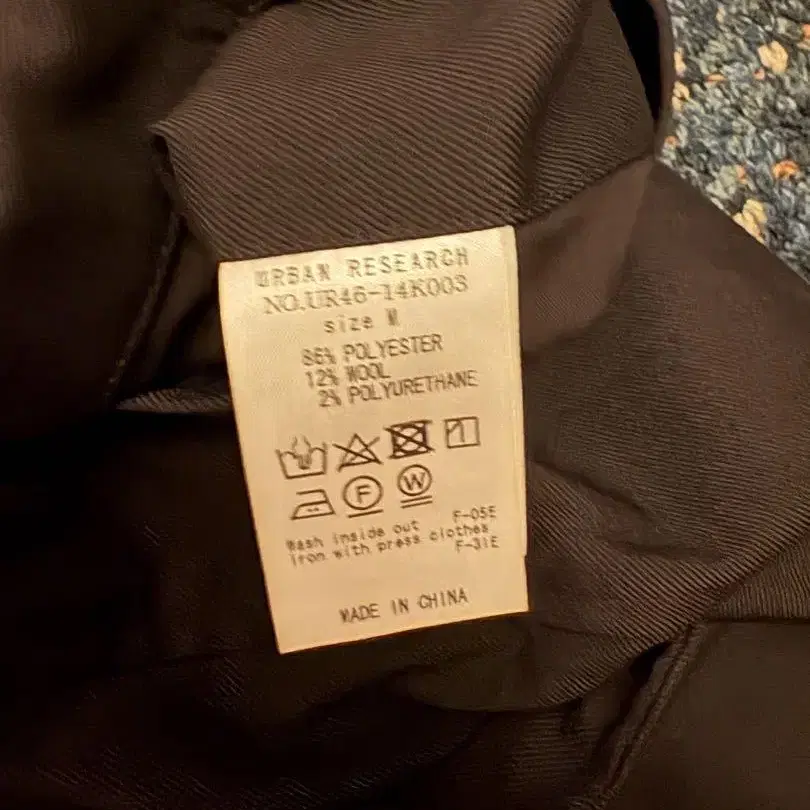 URBAN RESEARCH
NO.UR46-14K003
size M
86% POLYESTER
12% WOOL
2% POLYURETHANE
F W
F-05E
Wash inside out
iron with press clothes
F-31E
MADE IN CHINA